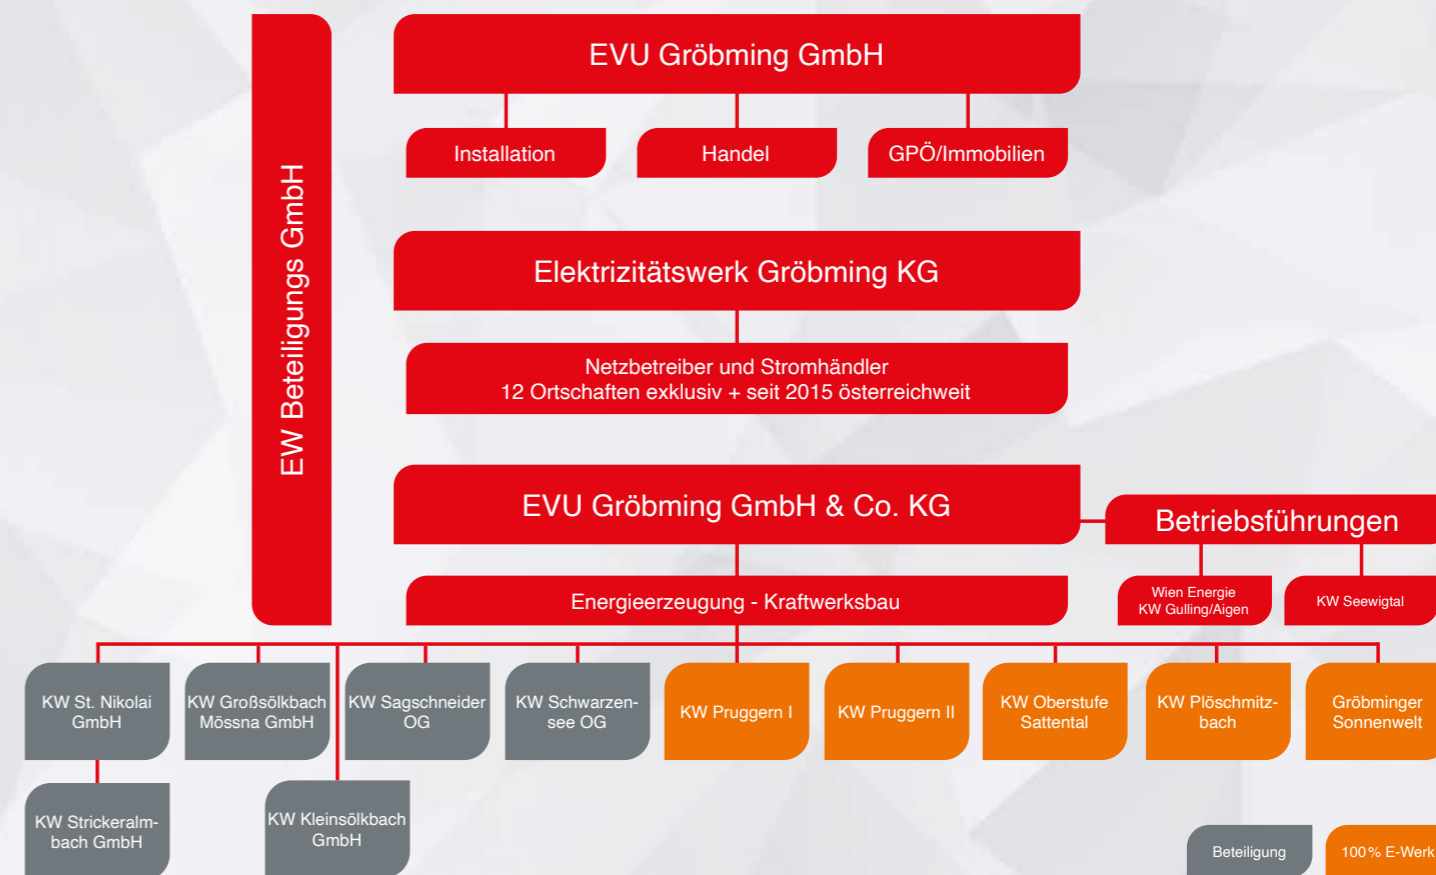 EW Beteiligungs GmbH
EVU Gröbming GmbH
Installation
Handel
GPÖ/Immobilien
Elektrizitätswerk Gröbming KG
Netzbetreiber und Stromhändler
12 Ortschaften exklusiv + seit 2015 österreichweit
EVU Gröbming GmbH & Co. KG
Betriebsführungen
Energieerzeugung - Kraftwerksbau
Wien Energie
KW Gulling/Aigen
KW Seewigtal
KW St. Nikolai
GmbH
KW Großsölkbach
Mössna GmbH
KW Sagschneider
OG
KW Schwarzen-
see OG
KW Pruggern I
KW Pruggern II
KW Oberstufe
Sattental
KW Plöschmitz-
bach
Gröbminger
Sonnenwelt
KW Strickeralm-
bach GmbH
KW Kleinsölkbach
GmbH
Beteiligung
100% E-Werk